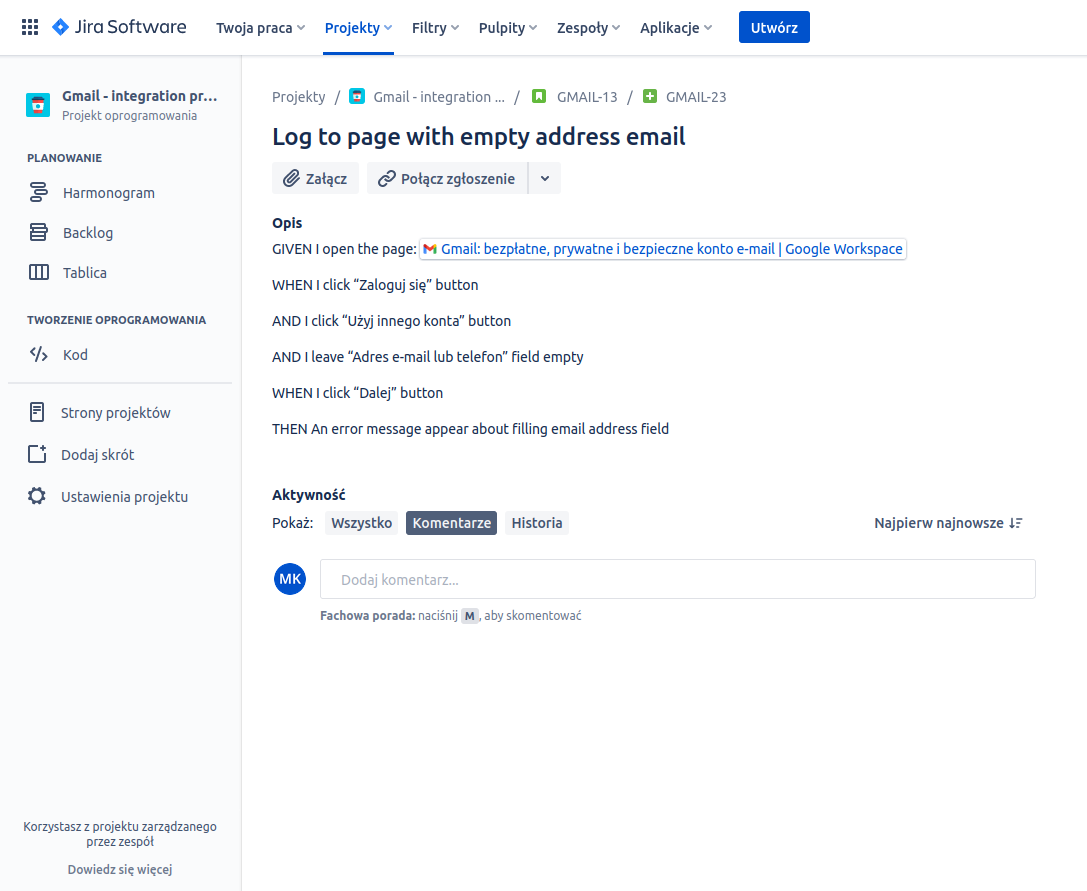 Jira Software Twoja praca Projekty Filtry Pulpity Zespoły Aplikacje Utwórz
Gmail - integration pr...
Projekt oprogramowania
PLANOWANIE
Harmonogram
Backlog
Tablica
TWORZENIE OPROGRAMOWANIA
Kod
Strony projektów
Dodaj skrót
Ustawienia projektu
Korzystasz z projektu zarządzanego
przez zespół
Dowiedz się więcej
Projekty / Gmail - integration ... / GMAIL-13 / GMAIL-23
Log to page with empty address email
Załącz Połącz zgłoszenie
Opis
GIVEN I open the page: Gmail: bezpłatne, prywatne i bezpieczne konto e-mail | Google Workspace
WHEN I click “Zaloguj się” button
AND I click “Użyj innego konta” button
AND I leave “Adres e-mail lub telefon” field empty
WHEN I click “Dalej” button
THEN An error message appear about filling email address field
Aktywność
Pokaż: Wszystko Komentarze Historia Najpierw najnowsze
MK Dodaj komentarz...
Fachowa porada: naciśnij M, aby skomentować